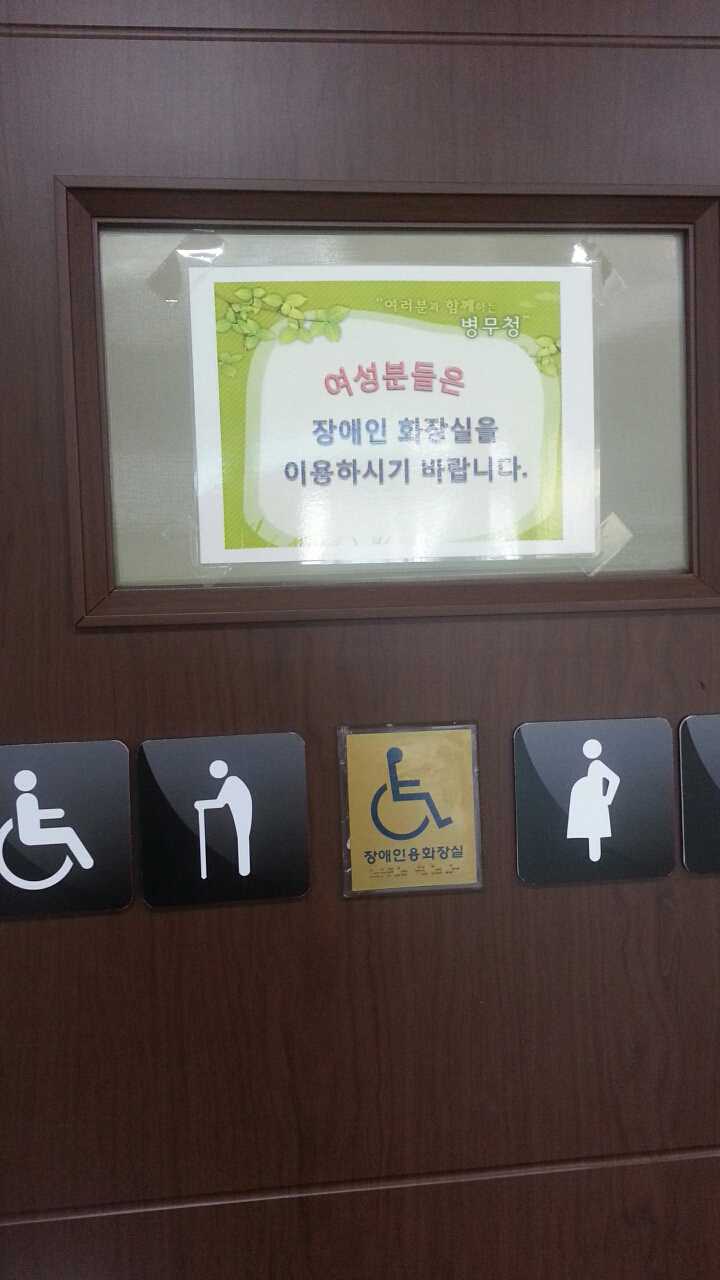 "여러분과 함께하는
병무청"
여성분들은
장애인 화장실을
이용하시기 바랍니다.
장애인용화장실